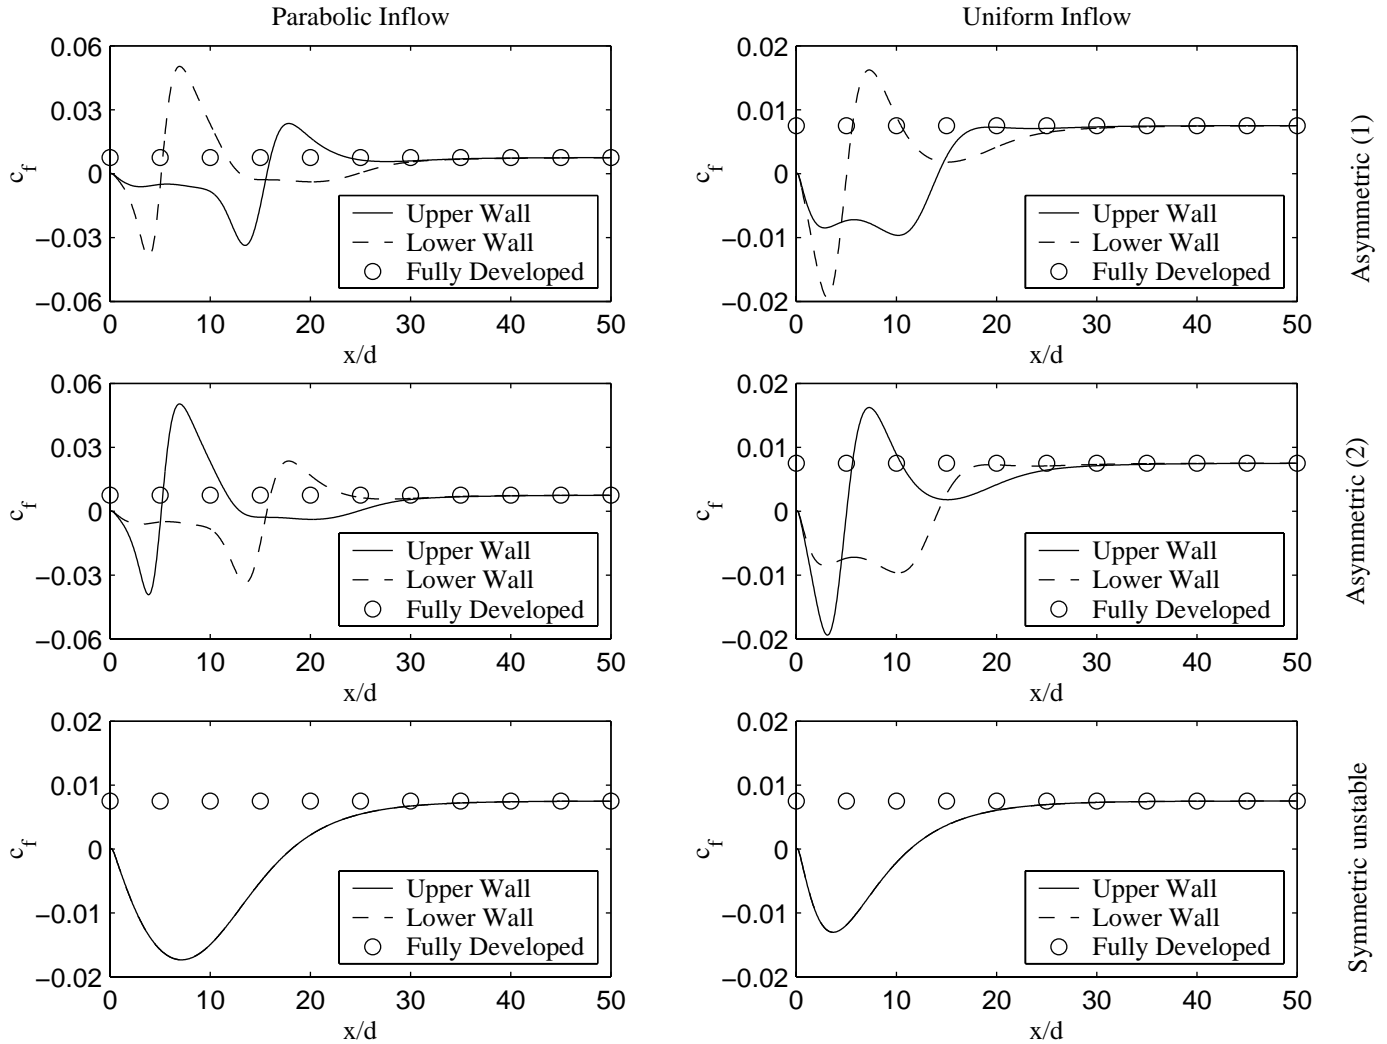 Parabolic Inflow
Uniform Inflow
0.06
0.03
0
−0.03
−0.06
c_f
0 10 20 30 40 50
x/d
Upper Wall
Lower Wall
Fully Developed
0.02
0.01
0
−0.01
−0.02
c_f
0 10 20 30 40 50
x/d
Upper Wall
Lower Wall
Fully Developed
Asymmetric (1)
0.06
0.03
0
−0.03
−0.06
c_f
0 10 20 30 40 50
x/d
Upper Wall
Lower Wall
Fully Developed
0.02
0.01
0
−0.01
−0.02
c_f
0 10 20 30 40 50
x/d
Upper Wall
Lower Wall
Fully Developed
Asymmetric (2)
0.02
0.01
0
−0.01
−0.02
c_f
0 10 20 30 40 50
x/d
Upper Wall
Lower Wall
Fully Developed
0.02
0.01
0
−0.01
−0.02
c_f
0 10 20 30 40 50
x/d
Upper Wall
Lower Wall
Fully Developed
Symmetric unstable